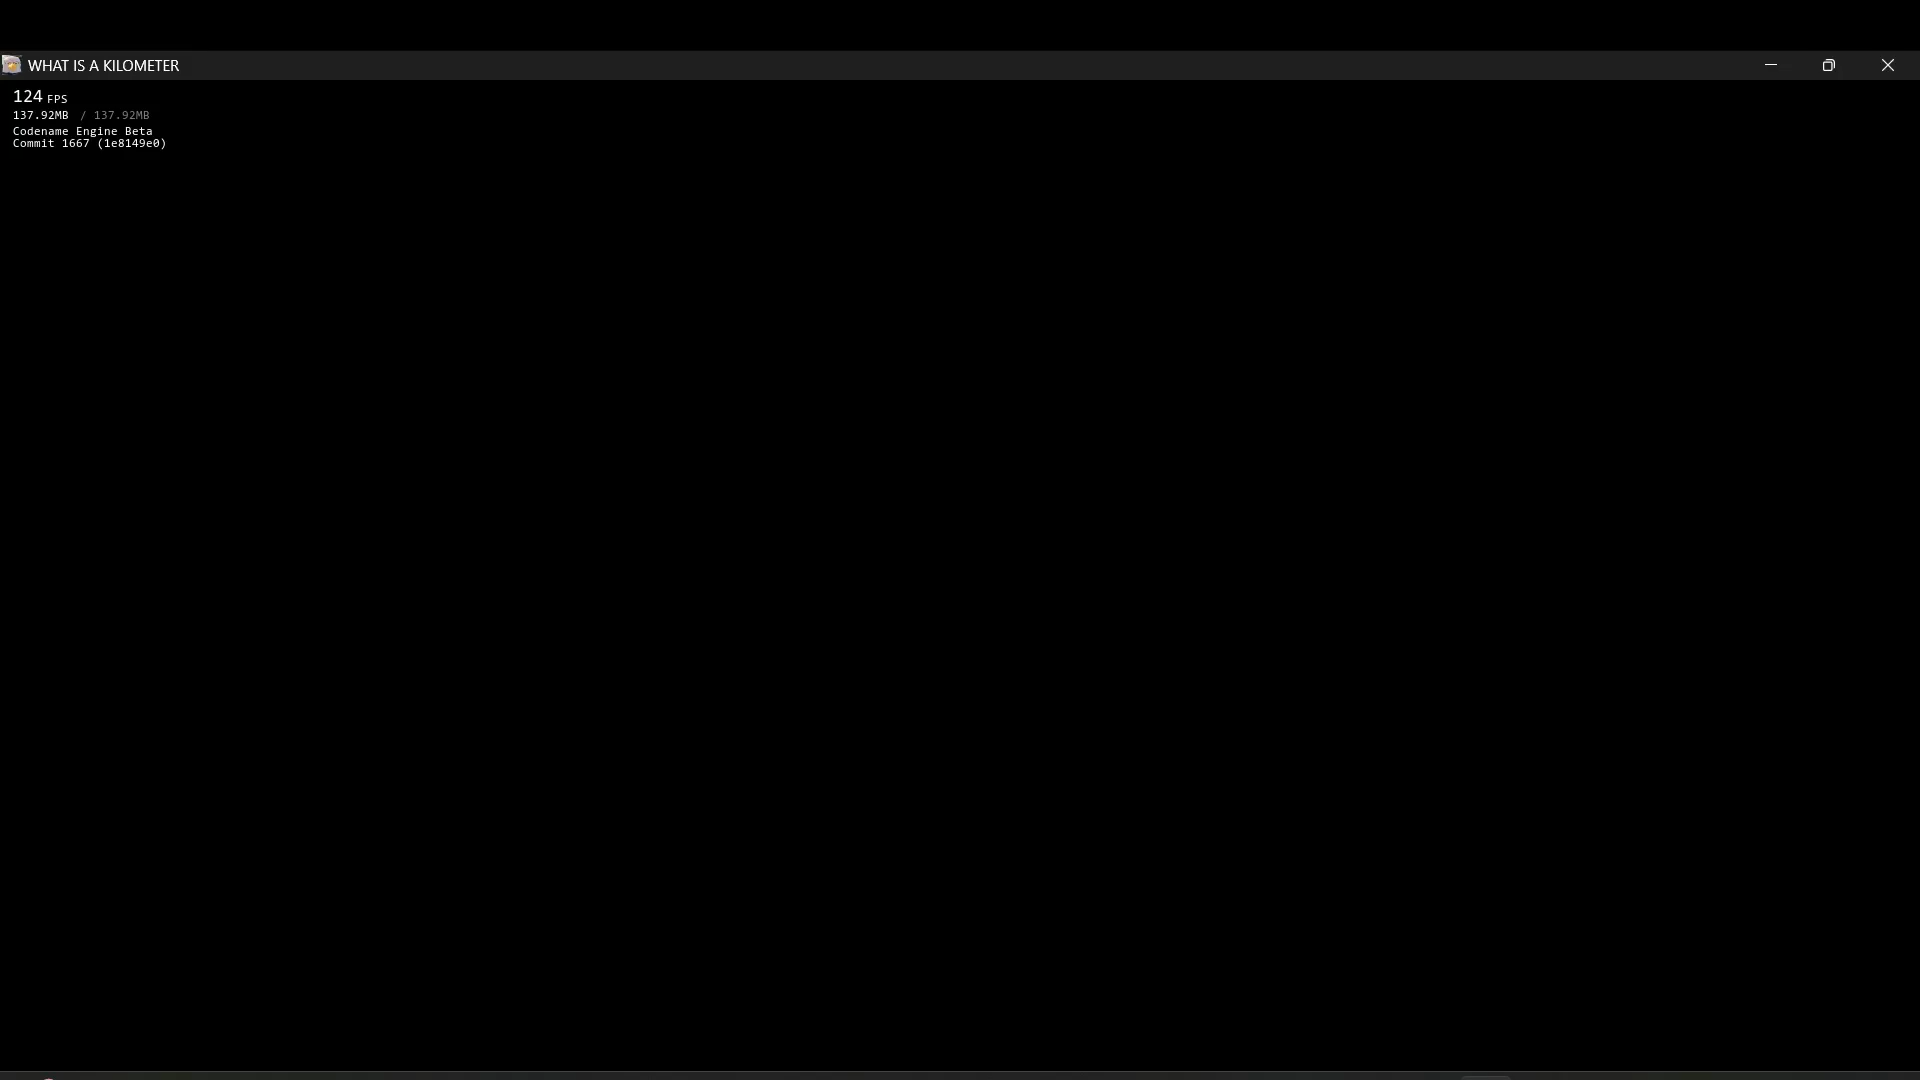 WHAT IS A KILOMETER
124 FPS
137.92MB / 137.92MB
Codename Engine Beta
Commit 1667 (1e8149e0)